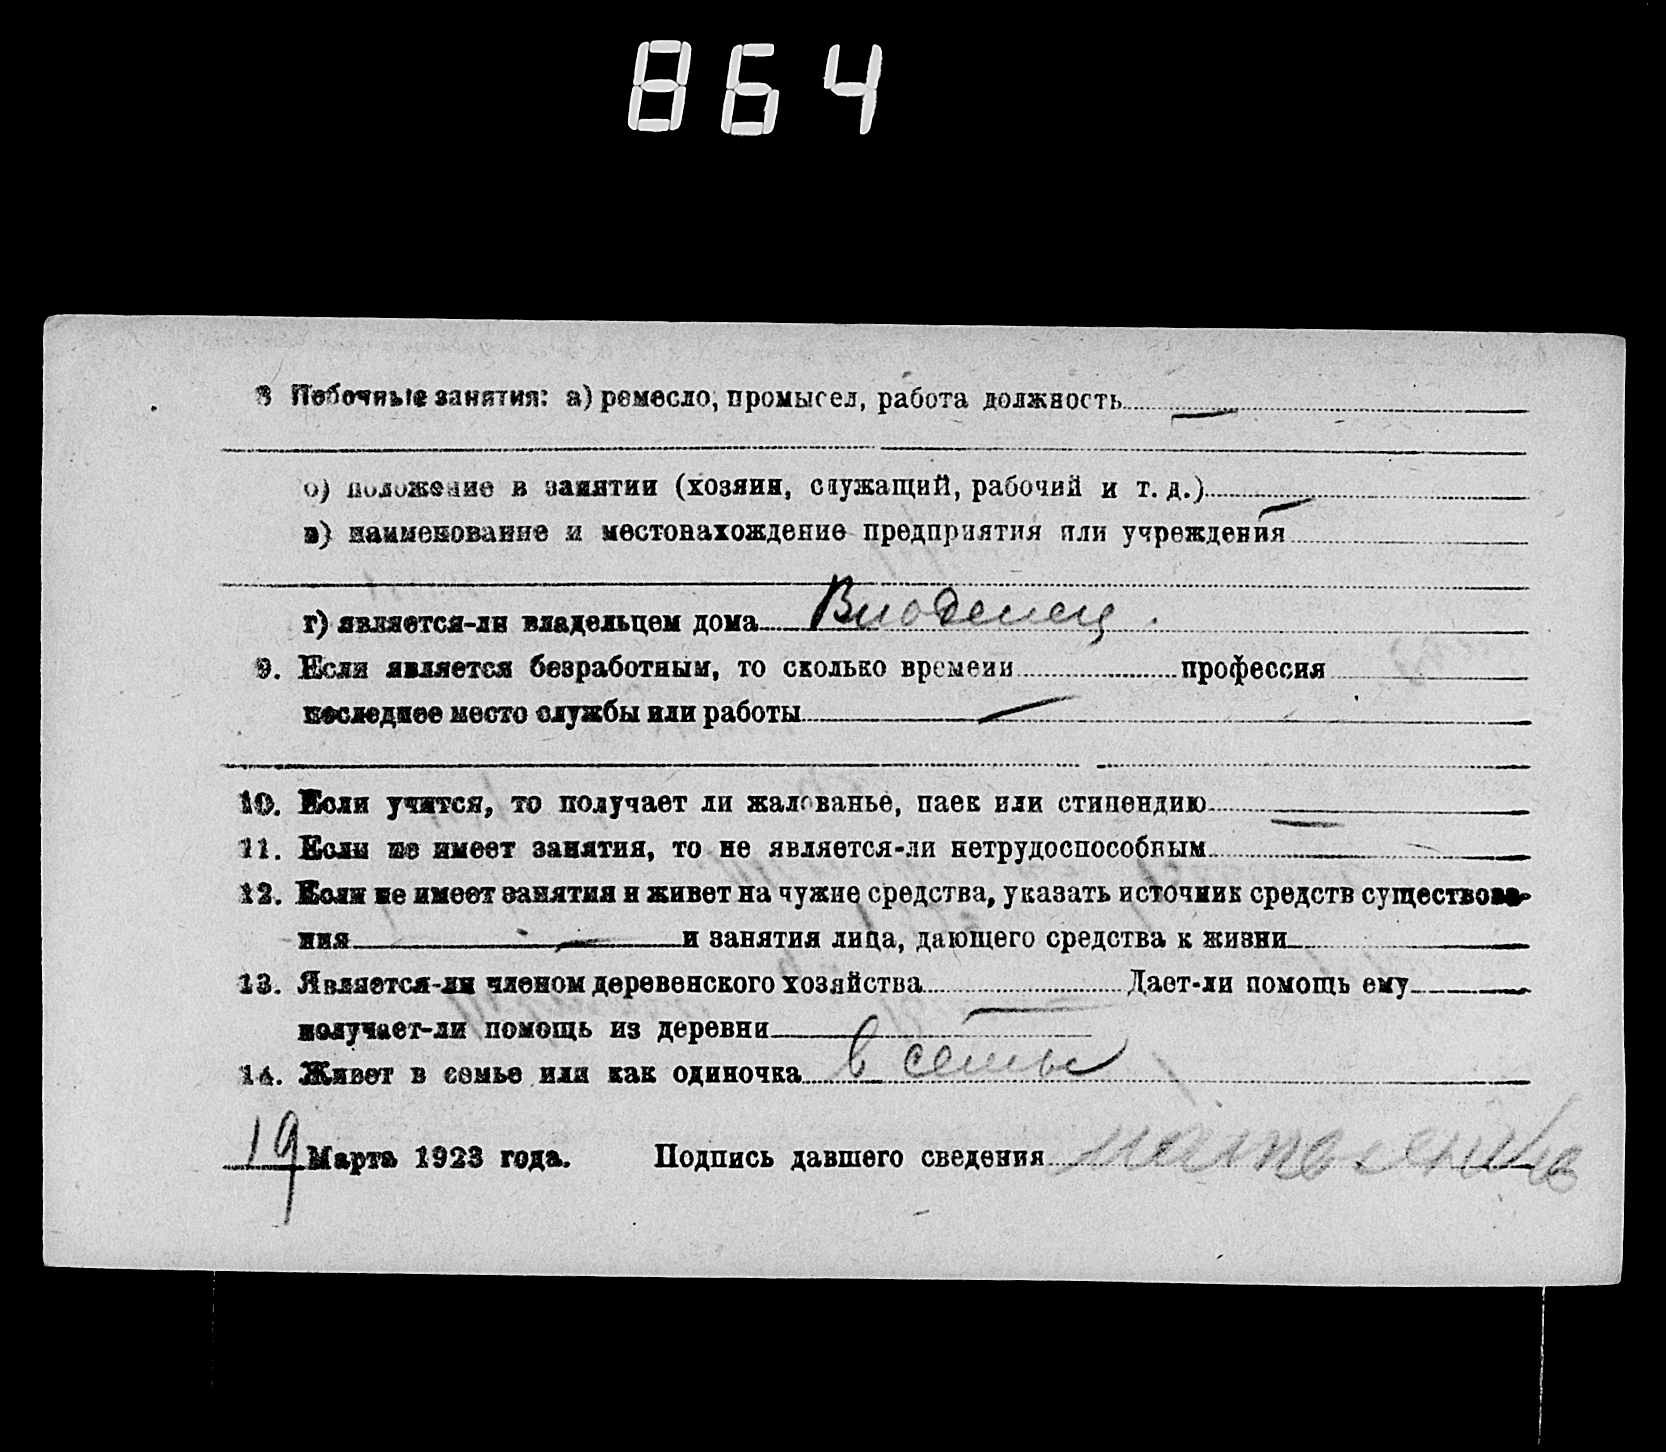 864
8 Побочные занятия: а) ремесло, промысел, работа должность —
б) положение в занятии (хозяин, служащий, рабочий и т. д.) —
в) наименование и местонахождение предприятия или учреждения
г) является-ли владельцем дома Влоделец.
9. Если является безработным, то сколько времени профессия
последнее место службы или работы —
10. Если учится, то получает ли жалованье, паек или стипендию —
11. Если не имеет занятия, то не является-ли нетрудоспособным
12. Если не имеет занятия и живет на чужие средства, указать источник средств существова-
ния — и занятия лица, дающего средства к жизни
13. Является-ли членом деревенского хозяйства — Дает-ли помощь ему
получает-ли помощь из деревни
14. Живет в семье или как одиночка в семье
19 Марта 1923 года. Подпись давшего сведения